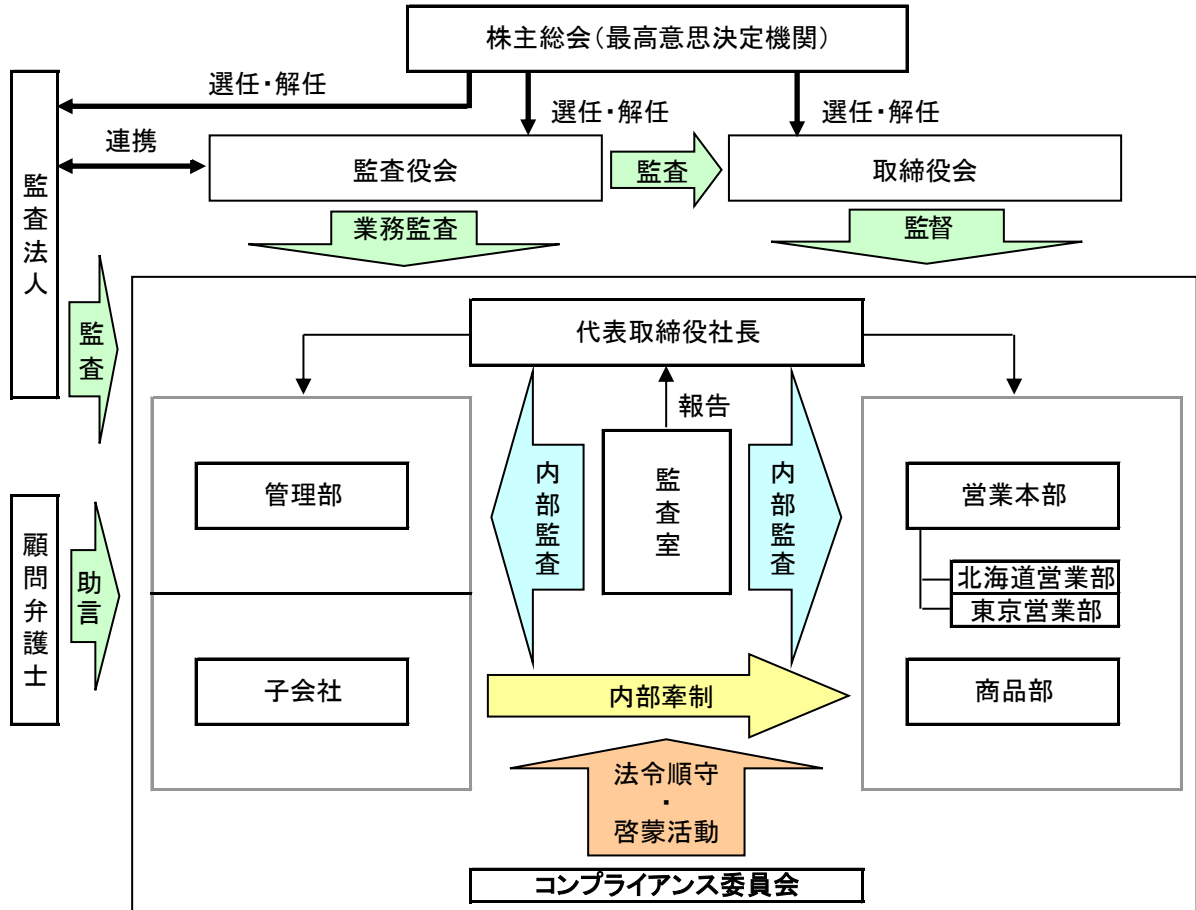 株主総会（最高意思決定機関）
選任・解任
選任・解任
選任・解任
連携
監査法人
監査役会
監査
取締役会
業務監査
監督
監査
代表取締役社長
報告
管理部
内部監査
監査室
内部監査
営業本部
北海道営業部
東京営業部
顧問弁護士
助言
子会社
内部牽制
商品部
法令順守
・
啓蒙活動
コンプライアンス委員会